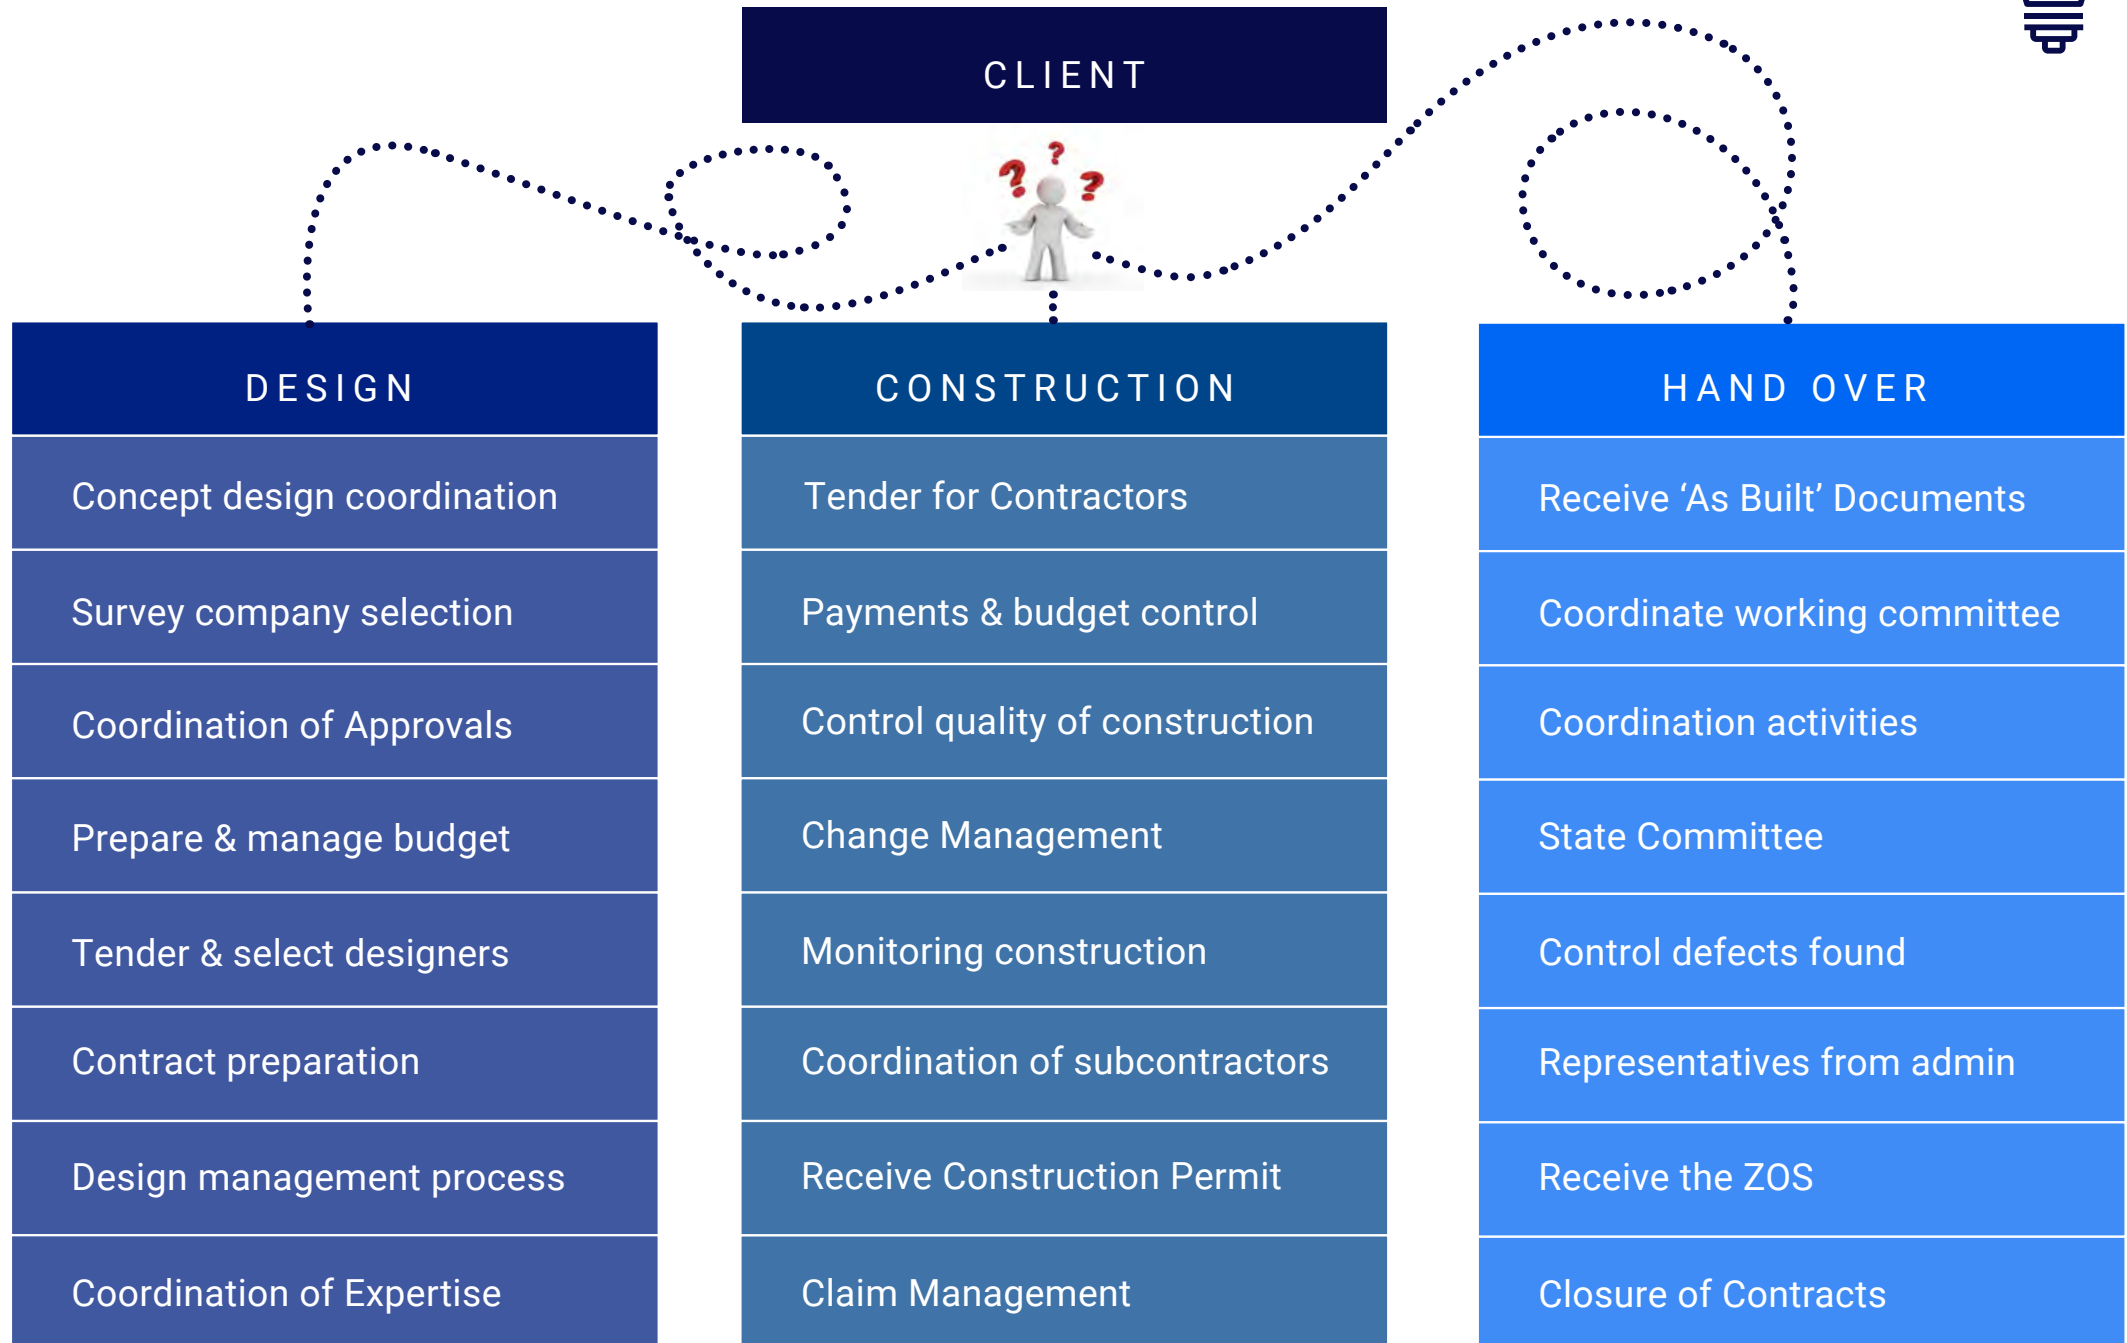 CLIENT
? ? ?
DESIGN
Concept design coordination
Survey company selection
Coordination of Approvals
Prepare & manage budget
Tender & select designers
Contract preparation
Design management process
Coordination of Expertise
CONSTRUCTION
Tender for Contractors
Payments & budget control
Control quality of construction
Change Management
Monitoring construction
Coordination of subcontractors
Receive Construction Permit
Claim Management
HAND OVER
Receive ‘As Built’ Documents
Coordinate working committee
Coordination activities
State Committee
Control defects found
Representatives from admin
Receive the ZOS
Closure of Contracts